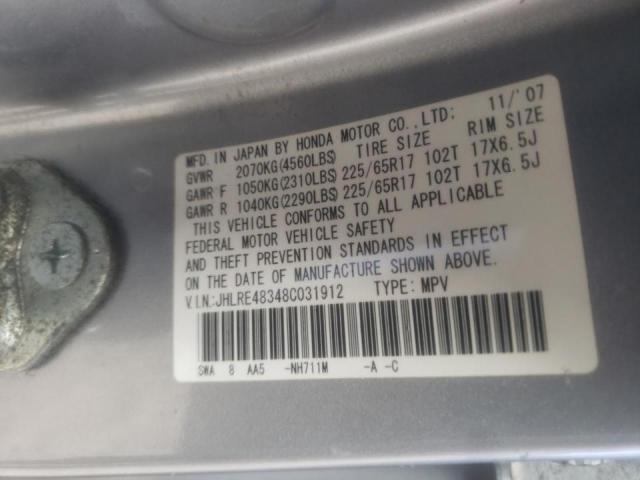 MFD. IN JAPAN BY HONDA MOTOR CO.,LTD: 11/'07
GVWR 2070KG(4560LBS) TIRE SIZE RIM SIZE
GAWR F 1050KG(2310LBS) 225/65R17 102T 17X6.5J
GAWR R 1040KG(2290LBS) 225/65R17 102T 17X6.5J
THIS VEHICLE CONFORMS TO ALL APPLICABLE
FEDERAL MOTOR VEHICLE SAFETY
AND THEFT PREVENTION STANDARDS IN EFFECT
ON THE DATE OF MANUFACTURE SHOWN ABOVE.
V.I.N:JHLRE48348C031912 TYPE: MPV
SWA 8 AA5 -NH711M -A -C